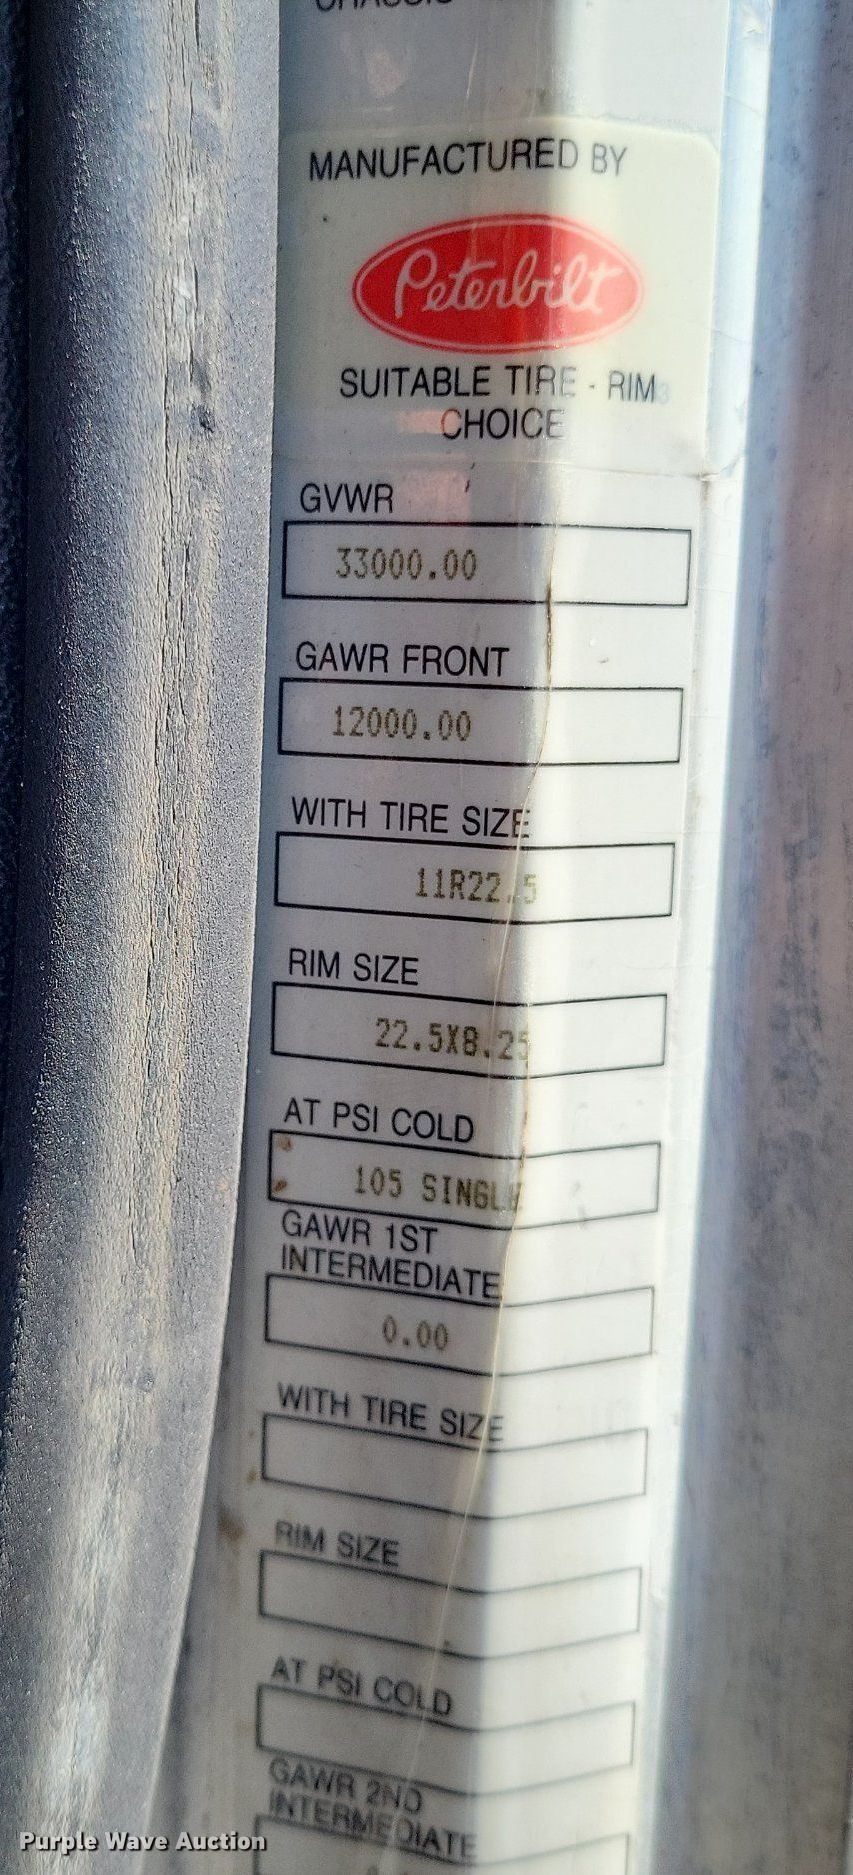 CHASSIS
MANUFACTURED BY
Peterbilt
SUITABLE TIRE - RIM
CHOICE
GVWR
33000.00
GAWR FRONT
12000.00
WITH TIRE SIZE
11R22.5
RIM SIZE
22.5X8.25
AT PSI COLD
105 SINGLE
GAWR 1ST
INTERMEDIATE
0.00
WITH TIRE SIZE
RIM SIZE
AT PSI COLD
GAWR 2ND
INTERMEDIATE
Purple Wave Auction